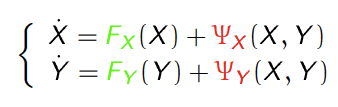 Ẋ = F_X(X) + Ψ_X(X, Y)
Ẏ = F_Y(Y) + Ψ_Y(X, Y)